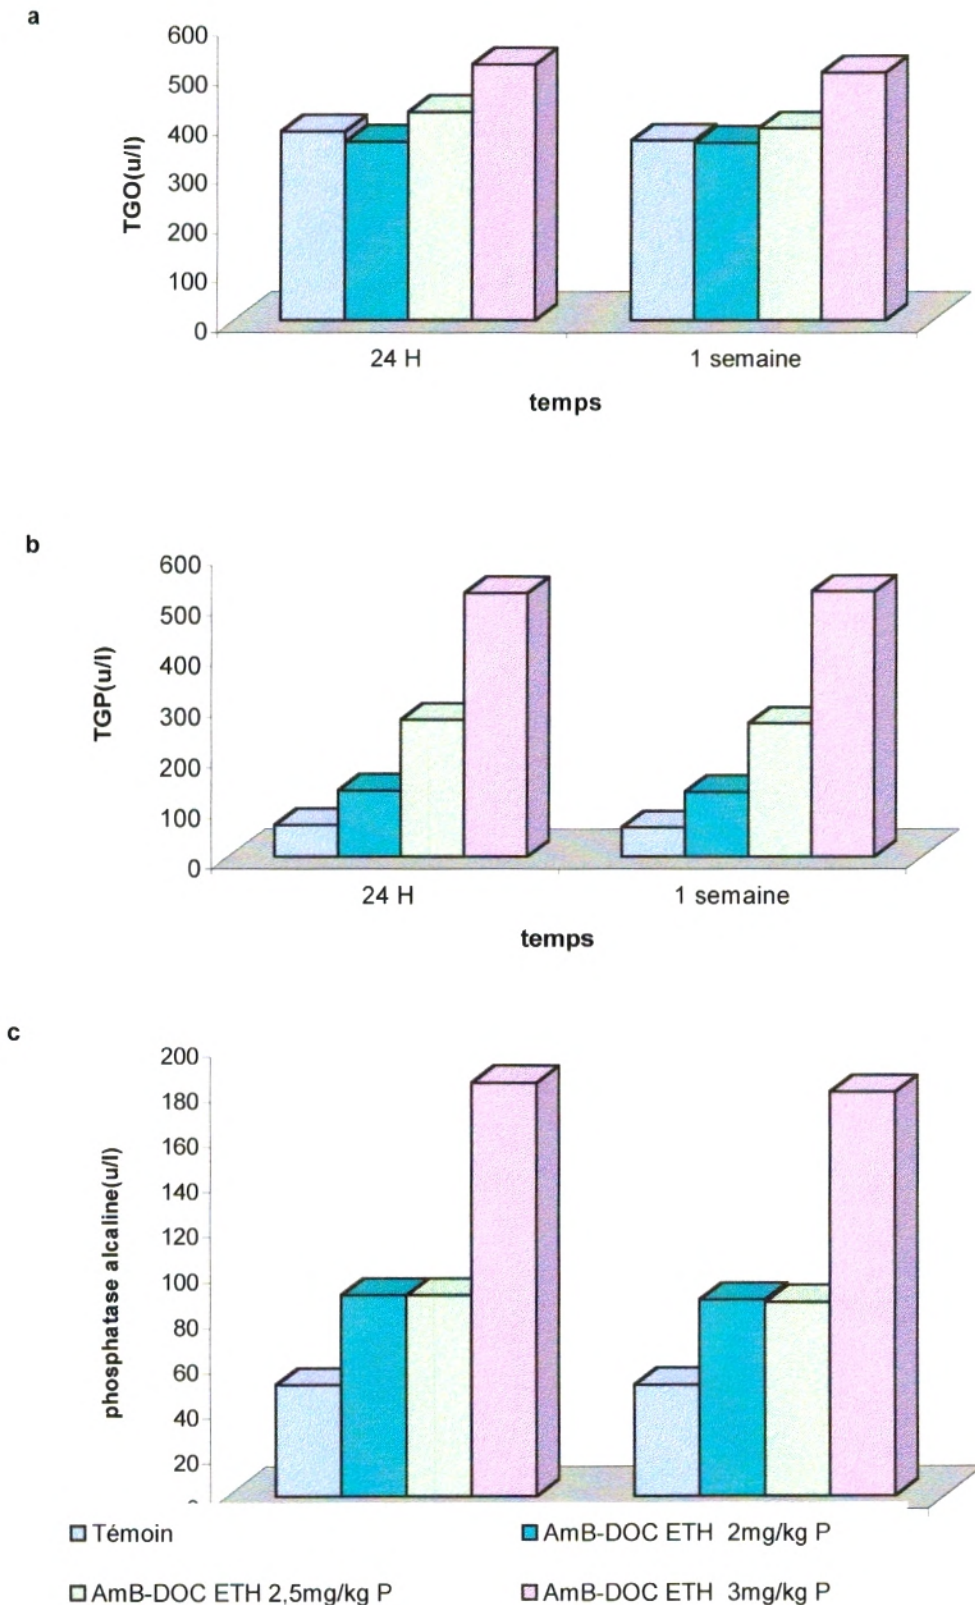 a
600
500
400
300
200
100
0
TGO(u/l)
24 H
1 semaine
temps
b
600
500
400
300
200
100
0
TGP(u/l)
24 H
1 semaine
temps
c
200
180
160
140
120
100
80
60
40
20
phosphatase alcaline(u/l)
Témoin
AmB-DOC ETH 2mg/kg P
AmB-DOC ETH 2,5mg/kg P
AmB-DOC ETH 3mg/kg P